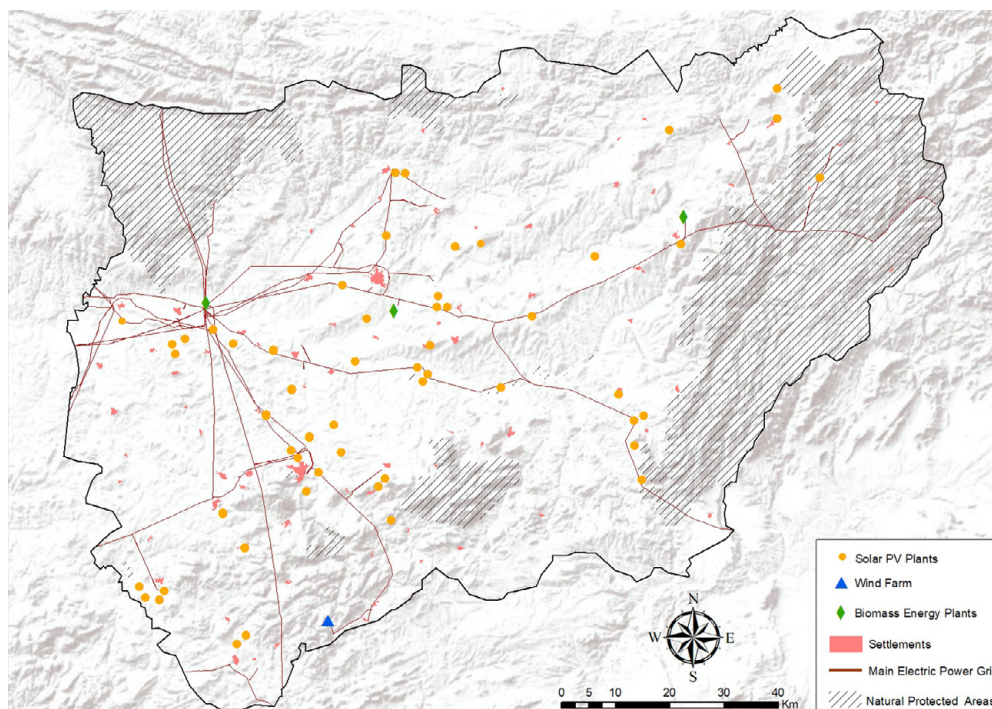 Solar PV Plants
Wind Farm
Biomass Energy Plants
Settlements
Main Electric Power Gri
Natural Protected Areas
N
W E
S
0 5 10 20 30 40
Km